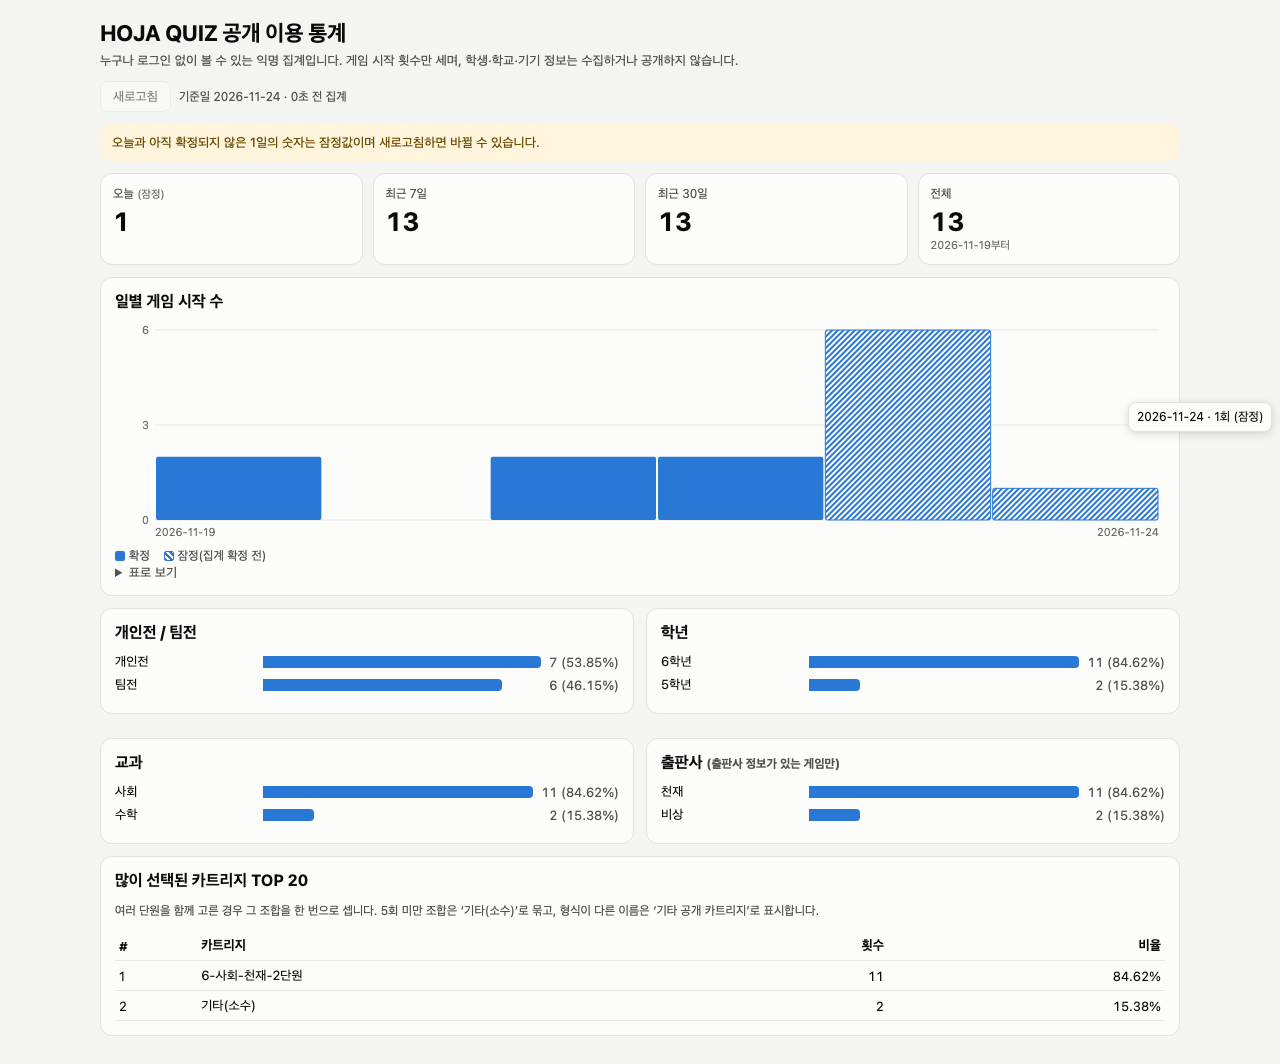 HOJA QUIZ 공개 이용 통계
누구나 로그인 없이 볼 수 있는 익명 집계입니다. 게임 시작 횟수만 세며, 학생·학교·기기 정보는 수집하거나 공개하지 않습니다.
새로고침 기준일 2026-11-24 · 0초 전 집계
오늘과 아직 확정되지 않은 1일의 숫자는 잠정값이며 새로고침하면 바뀔 수 있습니다.
오늘 (잠정)
1
최근 7일
13
최근 30일
13
전체
13
2026-11-19부터
일별 게임 시작 수
6
3
0
2026-11-19
2026-11-24
2026-11-24 · 1회 (잠정)
확정 잠정(집계 확정 전)
▶ 표로 보기
개인전 / 팀전
개인전 7 (53.85%)
팀전 6 (46.15%)
학년
6학년 11 (84.62%)
5학년 2 (15.38%)
교과
사회 11 (84.62%)
수학 2 (15.38%)
출판사 (출판사 정보가 있는 게임만)
천재 11 (84.62%)
비상 2 (15.38%)
많이 선택된 카트리지 TOP 20
여러 단원을 함께 고른 경우 그 조합을 한 번으로 셉니다. 5회 미만 조합은 ‘기타(소수)’로 묶고, 형식이 다른 이름은 ‘기타 공개 카트리지’로 표시합니다.
# 카트리지 횟수 비율
1 6-사회-천재-2단원 11 84.62%
2 기타(소수) 2 15.38%